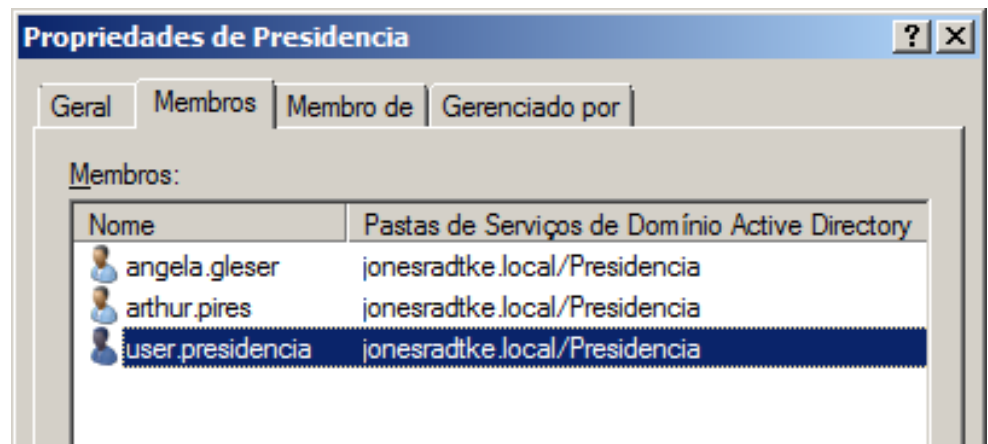 Propriedades de Presidencia ? X
Geral Membros Membro de Gerenciado por
Membros:
Nome Pastas de Serviços de Domínio Active Directory
angela.gleser jonesradtke.local/Presidencia
arthur.pires jonesradtke.local/Presidencia
user.presidencia jonesradtke.local/Presidencia